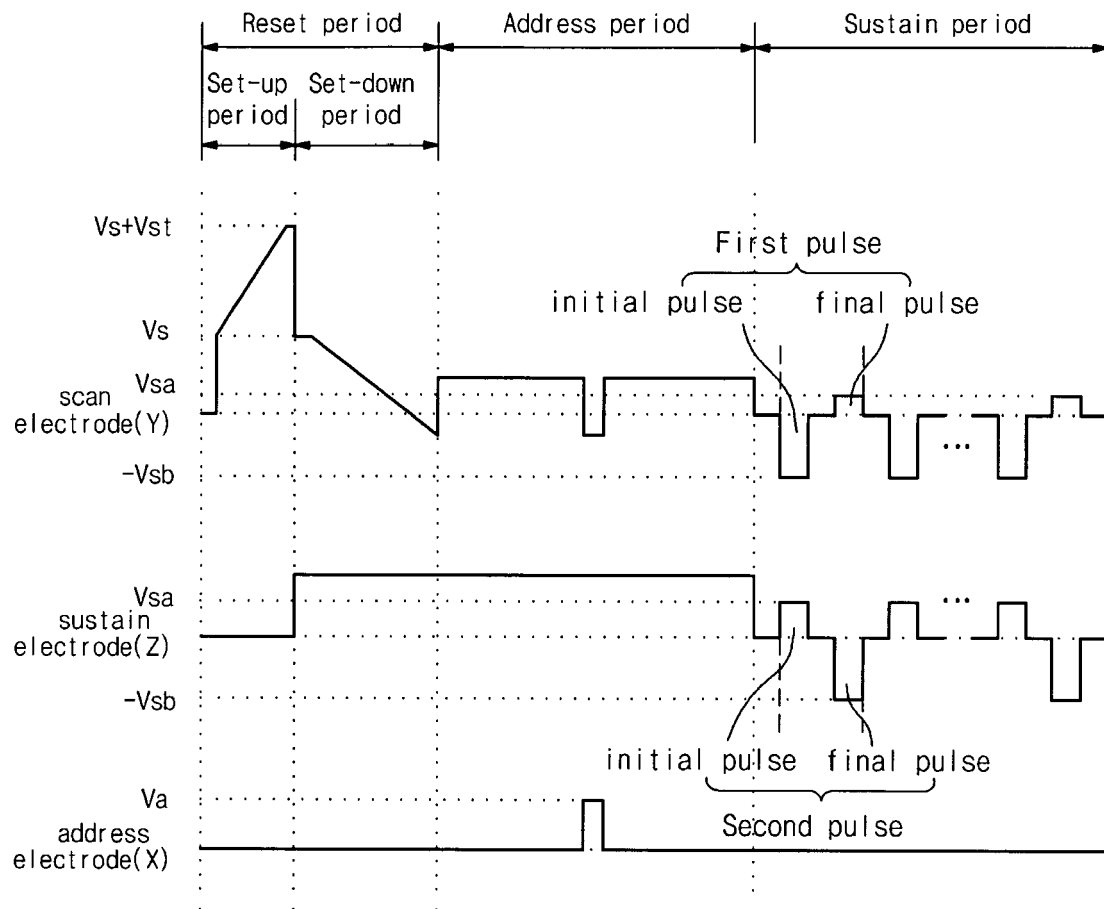 Reset period
Address period
Sustain period
Set-up
period
Set-down
period
Vs+Vst
First pulse
initial pulse
final pulse
Vs
Vsa
scan
electrode(Y)
-Vsb
...
Vsa
sustain
electrode(Z)
-Vsb
...
initial pulse
final pulse
Second pulse
Va
address
electrode(X)